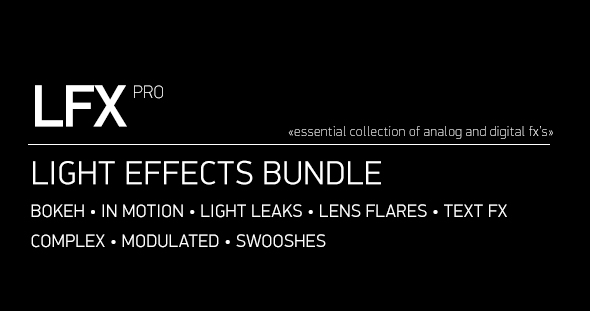 LFX PRO
«essential collection of analog and digital fx's»
LIGHT EFFECTS BUNDLE
BOKEH • IN MOTION • LIGHT LEAKS • LENS FLARES • TEXT FX
COMPLEX • MODULATED • SWOOSHES